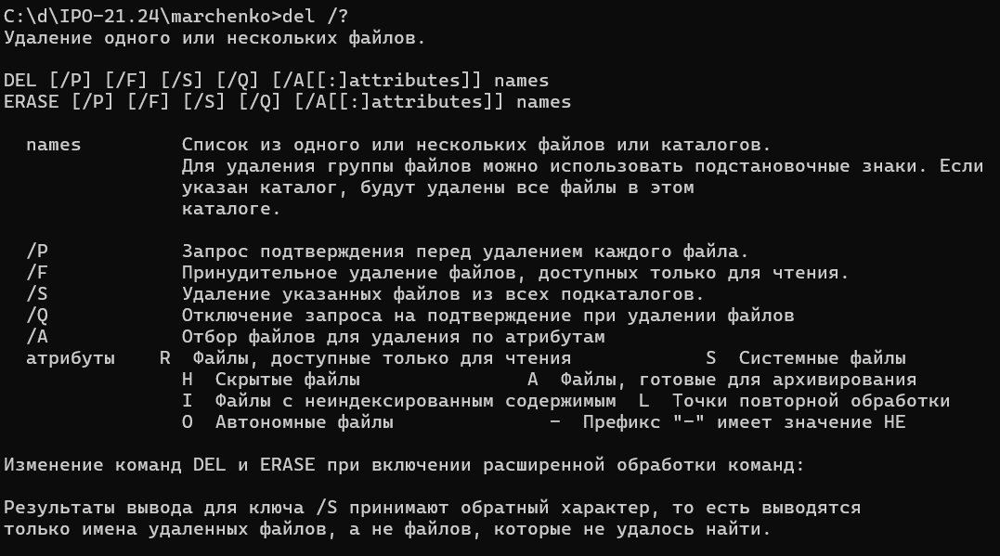 C:\d\IPO-21.24\marchenko>del /?
Удаление одного или нескольких файлов.

DEL [/P] [/F] [/S] [/Q] [/A[[:]attributes]] names
ERASE [/P] [/F] [/S] [/Q] [/A[[:]attributes]] names

  names         Список из одного или нескольких файлов или каталогов.
                Для удаления группы файлов можно использовать подстановочные знаки. Если
                указан каталог, будут удалены все файлы в этом
                каталоге.

  /P            Запрос подтверждения перед удалением каждого файла.
  /F            Принудительное удаление файлов, доступных только для чтения.
  /S            Удаление указанных файлов из всех подкаталогов.
  /Q            Отключение запроса на подтверждение при удалении файлов
  /A            Отбор файлов для удаления по атрибутам
  атрибуты    R  Файлы, доступные только для чтения            S  Системные файлы
                H  Скрытые файлы               A  Файлы, готовые для архивирования
                I  Файлы с неиндексированным содержимым  L  Точки повторной обработки
                O  Автономные файлы              -  Префикс "-" имеет значение НЕ

Изменение команд DEL и ERASE при включении расширенной обработки команд:

Результаты вывода для ключа /S принимают обратный характер, то есть выводятся
только имена удаленных файлов, а не файлов, которые не удалось найти.